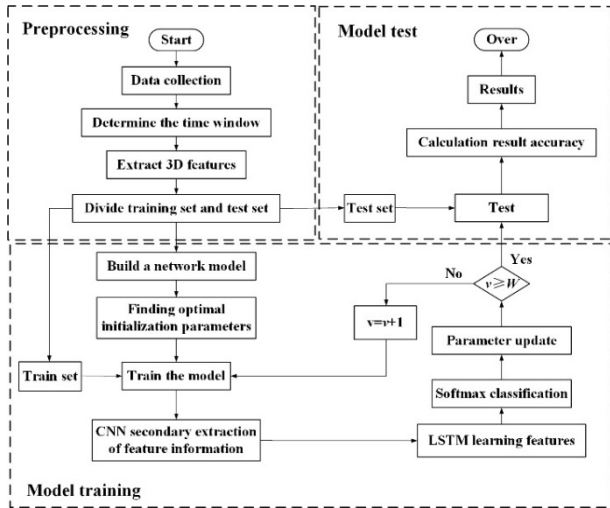 Preprocessing
Start
Data collection
Determine the time window
Extract 3D features
Divide training set and test set
Model test
Over
Results
Calculation result accuracy
Test set
Test
Build a network model
Finding optimal
initialization parameters
Train set
Train the model
CNN secondary extraction
of feature information
LSTM learning features
Softmax classification
Parameter update
v≥W
Yes
No
v=v+1
Model training